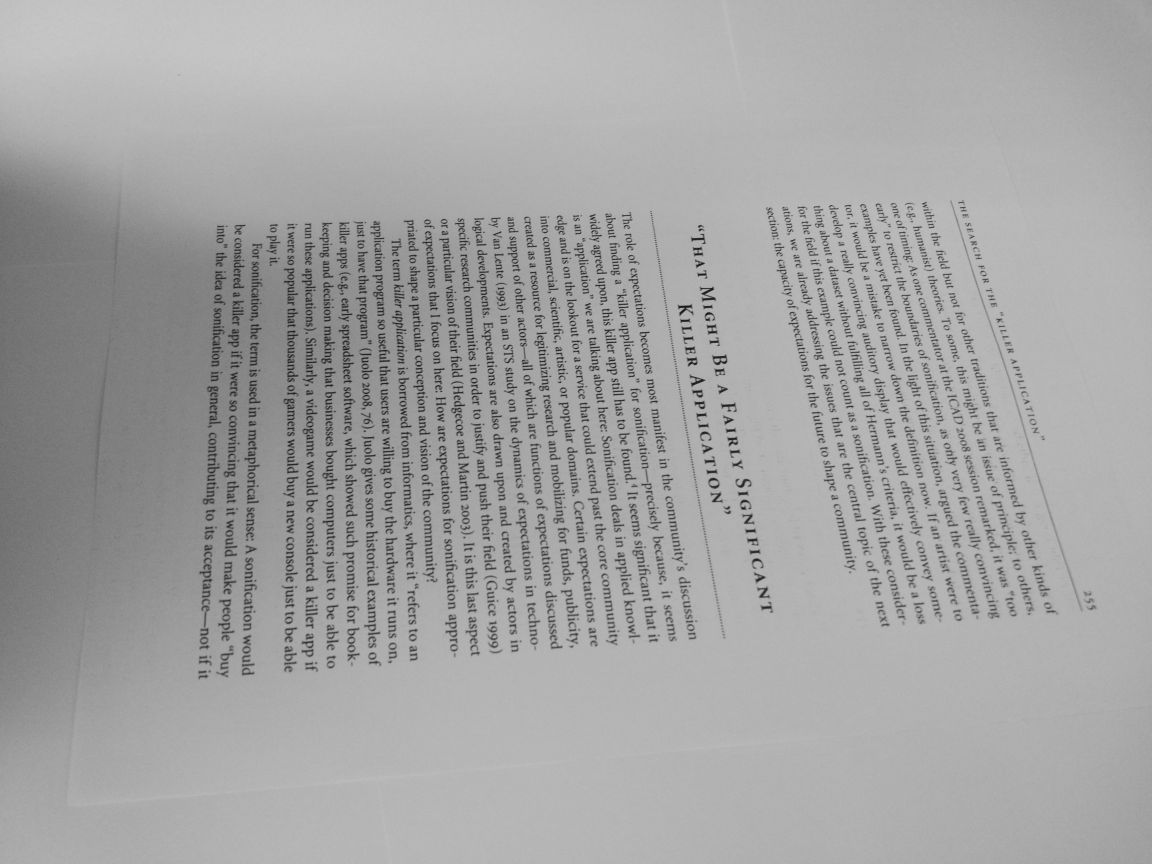 THE SEARCH FOR THE “KILLER APPLICATION” 255
within the field but not for other traditions that are informed by other kinds of
(e.g., humanist) theories. To some, this might be an issue of principle; to others,
one of timing: As one commentator at the ICAD 2008 session remarked, it was “too
early” to restrict the boundaries of sonification, as only very few really convincing
examples have yet been found. In the light of this situation, argued the commenta-
tor, it would be a mistake to narrow down the definition now. If an artist were to
develop a really convincing auditory display that would effectively convey some-
thing about a dataset without fulfilling all of Hermann’s criteria, it would be a loss
for the field if this example could not count as a sonification. With these consider-
ations, we are already addressing the issues that are the central topic of the next
section: the capacity of expectations for the future to shape a community.
“That Might Be a Fairly Significant
Killer Application”
The role of expectations becomes most manifest in the community’s discussion
about finding a “killer application” for sonification—precisely because, it seems
widely agreed upon, this killer app still has to be found.4 It seems significant that it
is an “application” we are talking about here: Sonification deals in applied knowl-
edge and is on the lookout for a service that could extend past the core community
into commercial, scientific, artistic, or popular domains. Certain expectations are
created as a resource for legitimizing research and mobilizing for funds, publicity,
and support of other actors—all of which are functions of expectations discussed
by Van Lente (1993) in an STS study on the dynamics of expectations in techno-
logical developments. Expectations are also drawn upon and created by actors in
specific research communities in order to justify and push their field (Guice 1999)
or a particular vision of their field (Hedgecoe and Martin 2003). It is this last aspect
of expectations that I focus on here: How are expectations for sonification appro-
priated to shape a particular conception and vision of the community?
The term killer application is borrowed from informatics, where it “refers to an
application program so useful that users are willing to buy the hardware it runs on,
just to have that program” (Juolo 2008, 76). Juolo gives some historical examples of
killer apps (e.g., early spreadsheet software, which showed such promise for book-
keeping and decision making that businesses bought computers just to be able to
run these applications). Similarly, a videogame would be considered a killer app if
it were so popular that thousands of gamers would buy a new console just to be able
to play it.
For sonification, the term is used in a metaphorical sense: A sonification would
be considered a killer app if it were so convincing that it would make people “buy
into” the idea of sonification in general, contributing to its acceptance—not if it